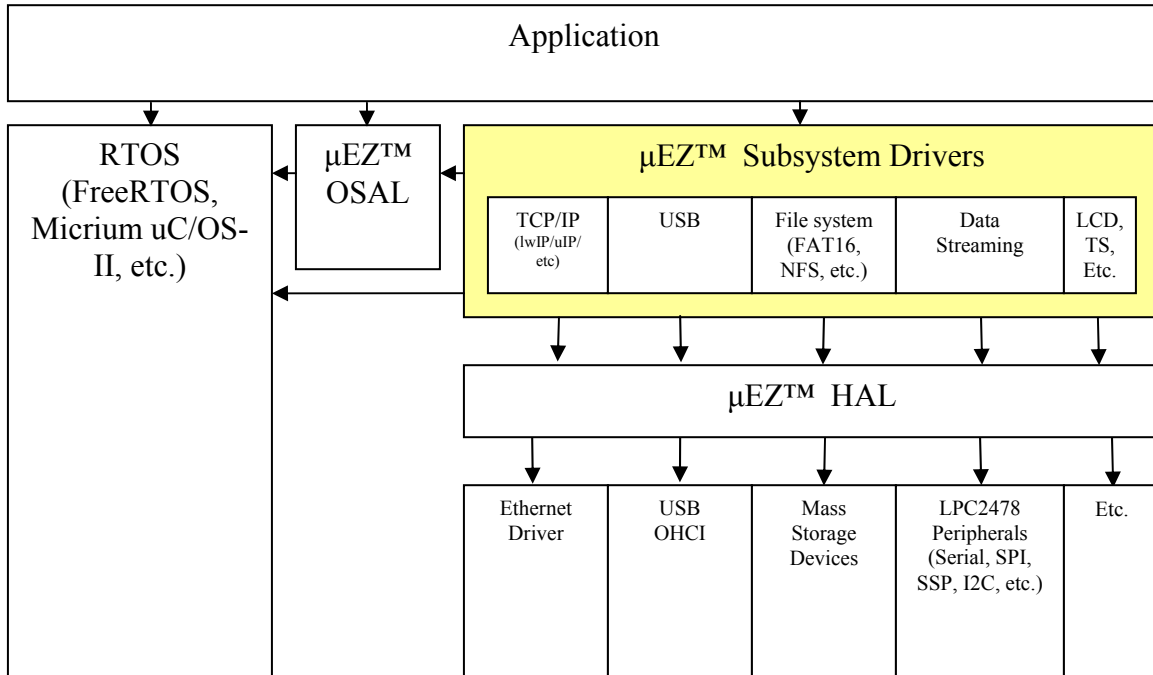 Application
RTOS
(FreeRTOS,
Micrium uC/OS-
II, etc.)
μEZ™
OSAL
μEZ™ Subsystem Drivers
TCP/IP
(lwIP/uIP/
etc)
USB
File system
(FAT16,
NFS, etc.)
Data
Streaming
LCD,
TS,
Etc.
μEZ™ HAL
Ethernet
Driver
USB
OHCI
Mass
Storage
Devices
LPC2478
Peripherals
(Serial, SPI,
SSP, I2C, etc.)
Etc.